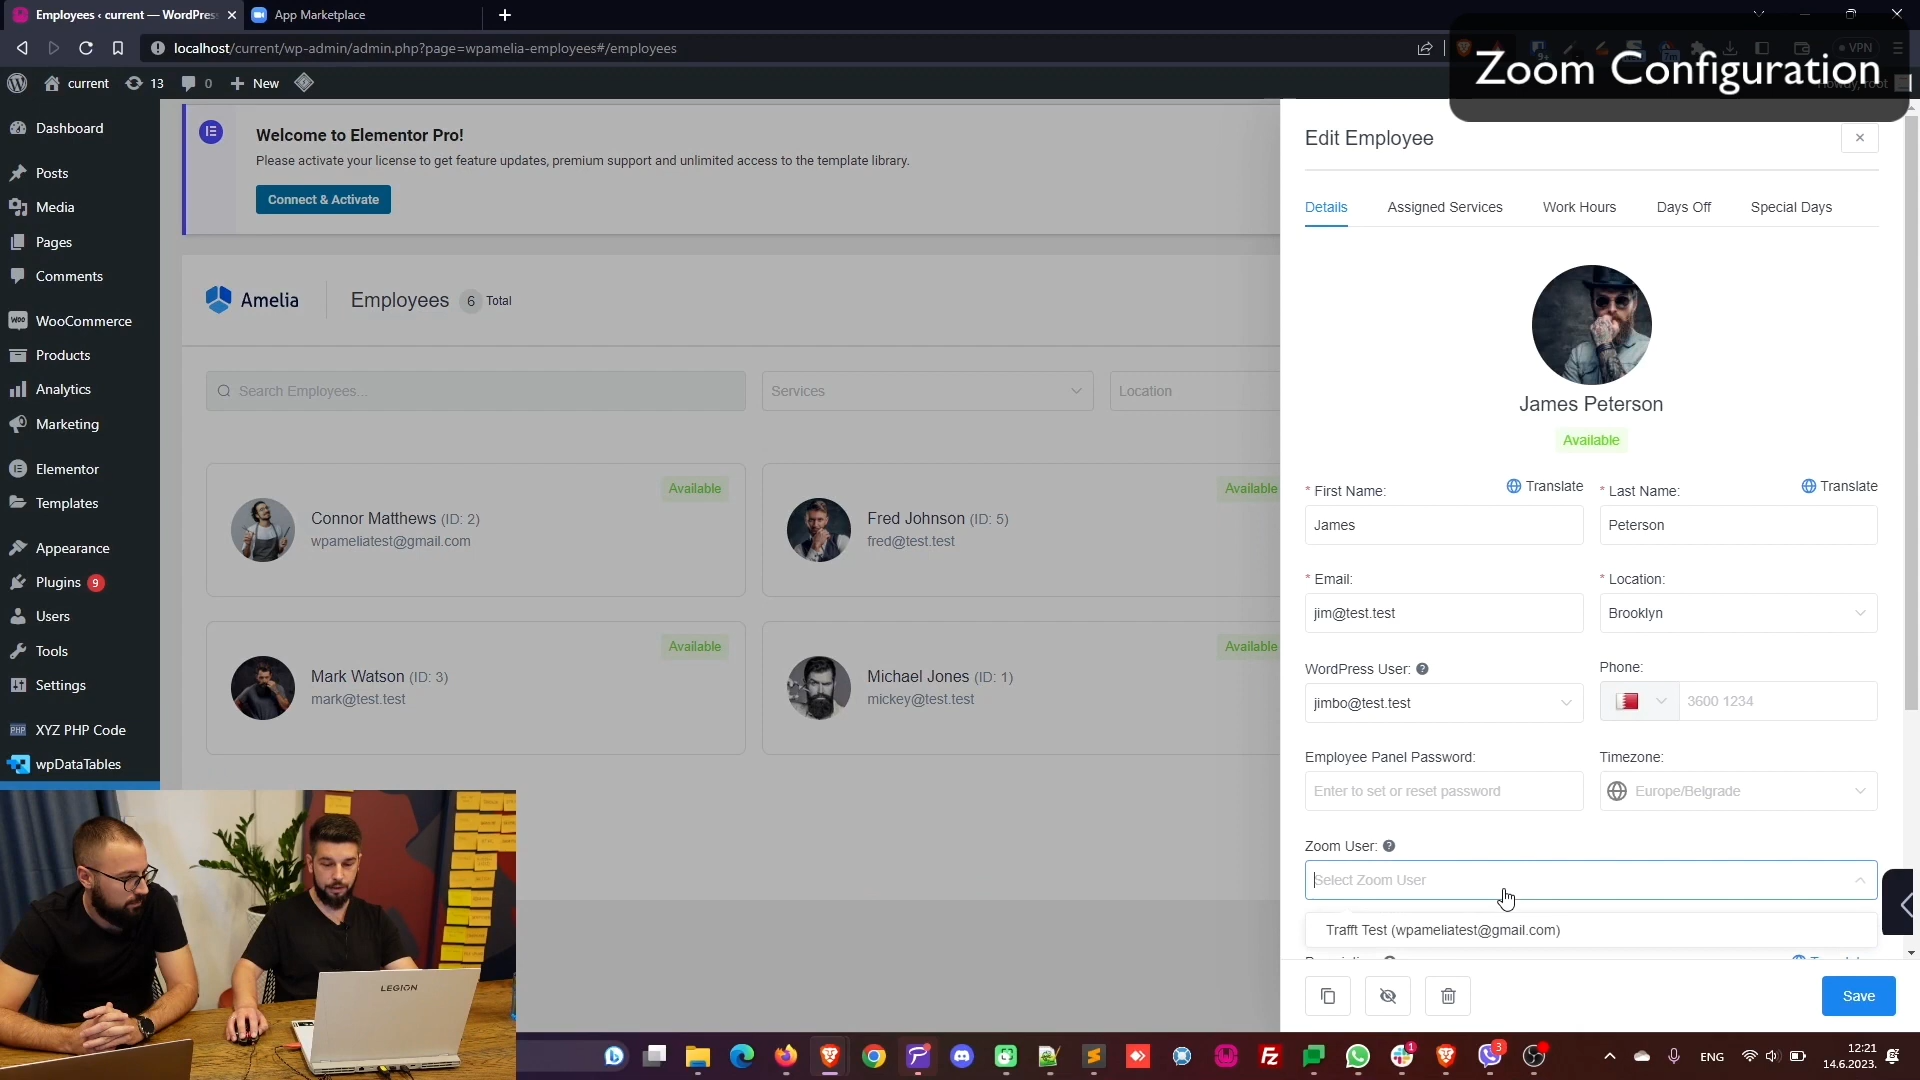 Employees ‹ current — WordPres
App Marketplace
localhost/current/wp-admin/admin.php?page=wpamelia-employees#/employees
VPN
Zoom Configuration
current
13
0
New
Dashboard
Posts
Media
Pages
Comments
WooCommerce
Products
Analytics
Marketing
Elementor
Templates
Appearance
Plugins 9
Users
Tools
Settings
PHP XYZ PHP Code
wpDataTables
Welcome to Elementor Pro!
Please activate your license to get feature updates, premium support and unlimited access to the template library.
Connect & Activate
Amelia
Employees 6 Total
Search Employees...
Services
Location
Available
Connor Matthews (ID: 2)
wpameliatest@gmail.com
Available
Fred Johnson (ID: 5)
fred@test.test
Available
Mark Watson (ID: 3)
mark@test.test
Available
Michael Jones (ID: 1)
mickey@test.test
Edit Employee
Details
Assigned Services
Work Hours
Days Off
Special Days
James Peterson
Available
* First Name:
Translate
* Last Name:
Translate
James
Peterson
* Email:
* Location:
jim@test.test
Brooklyn
WordPress User:
Phone:
jimbo@test.test
3600 1234
Employee Panel Password:
Timezone:
Enter to set or reset password
Europe/Belgrade
Zoom User:
Select Zoom User
Trafft Test (wpameliatest@gmail.com)
Save
LEGION
1
3
ENG
12:21
14.6.2023.